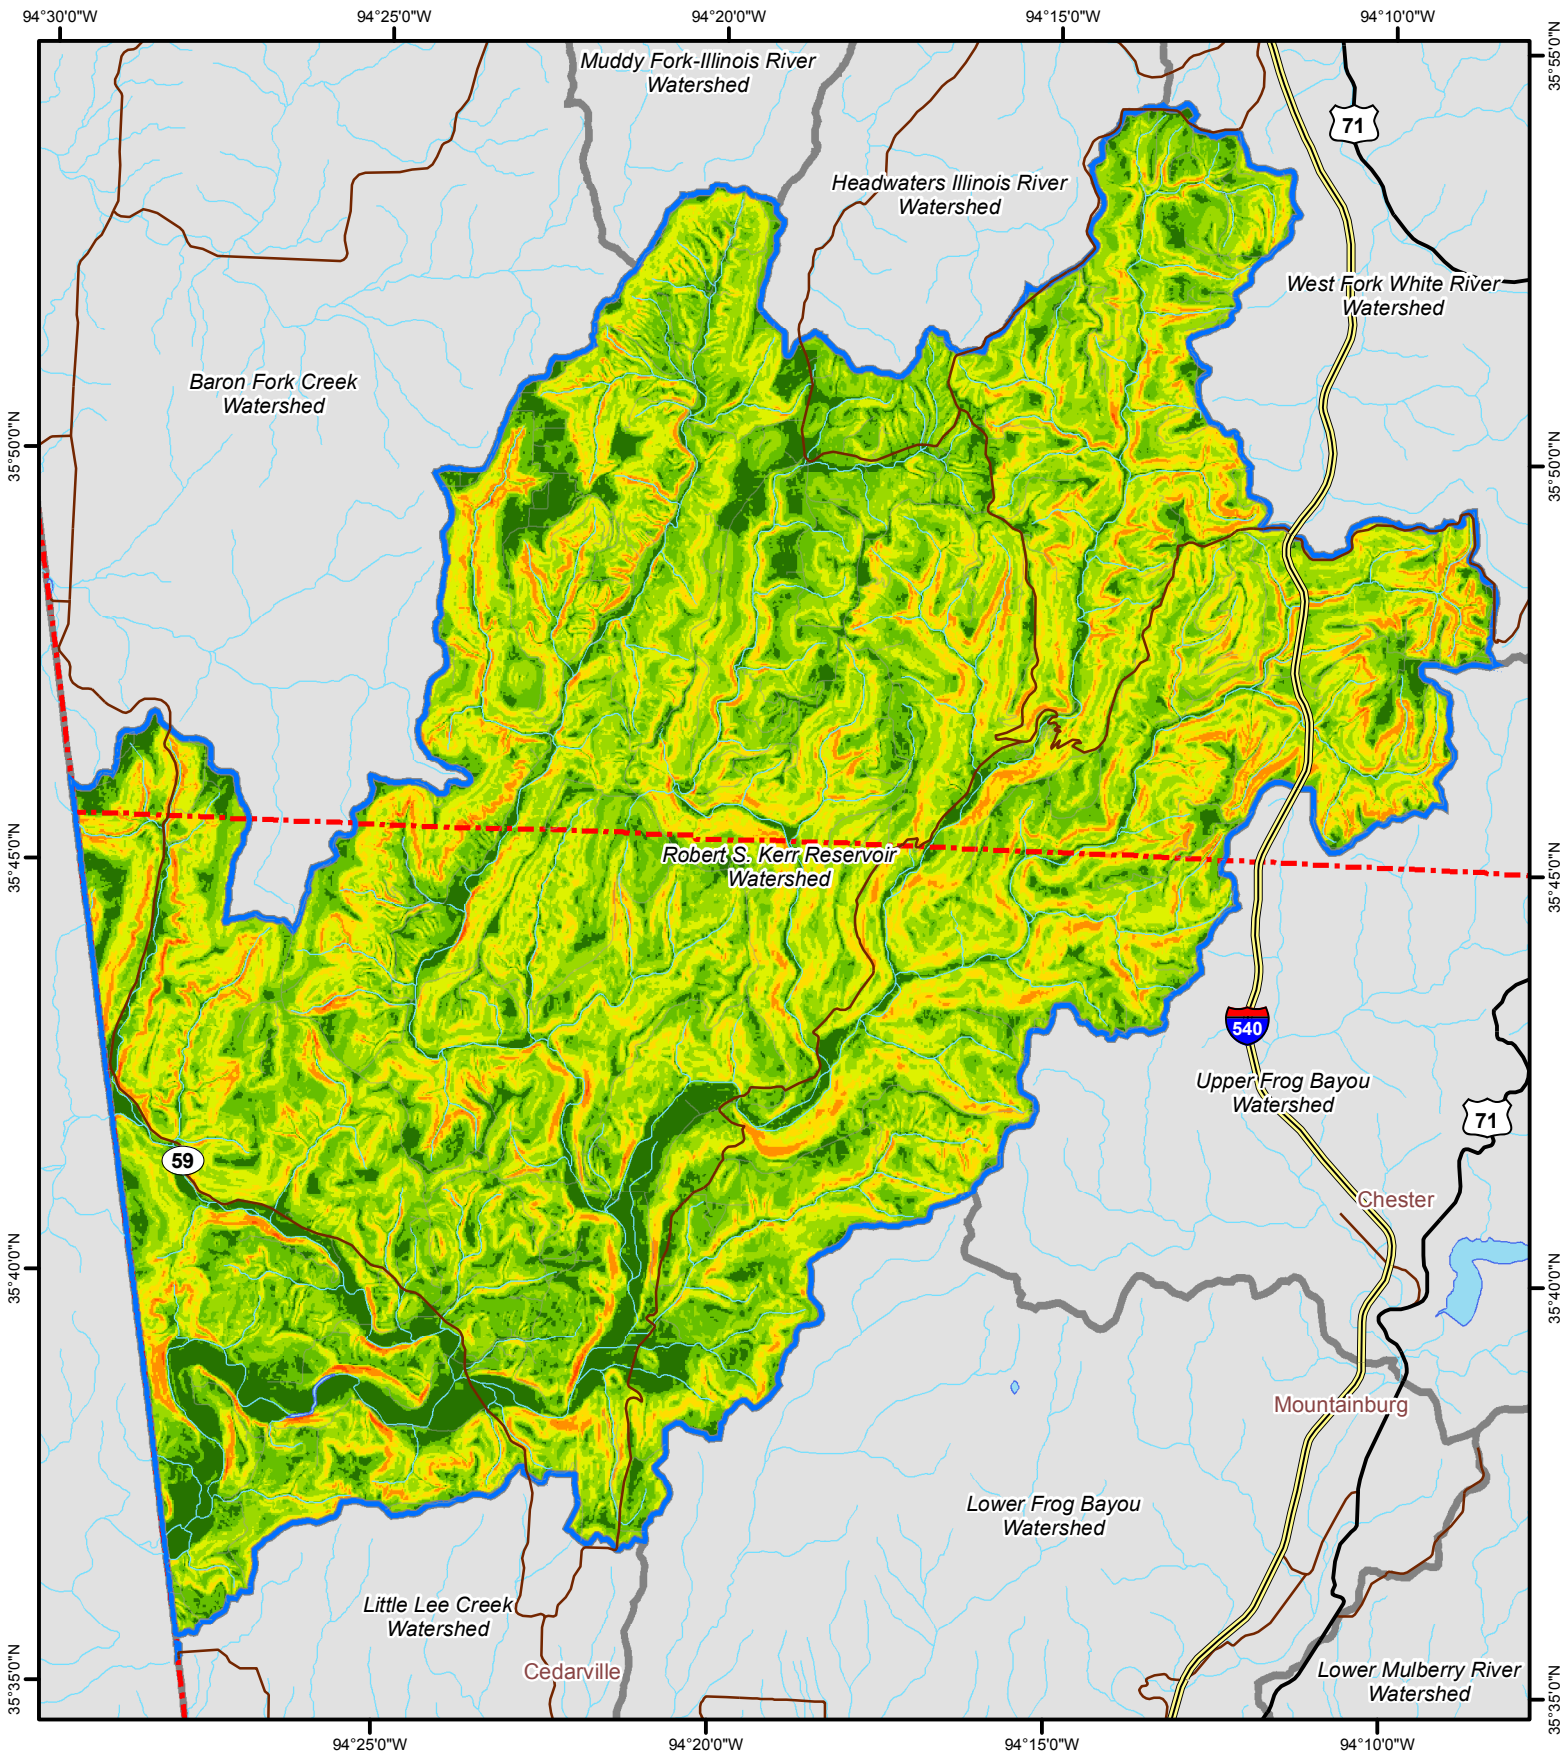 94°30'0"W
94°25'0"W
94°20'0"W
94°15'0"W
94°10'0"W
35°55'0"N
Muddy Fork-Illinois River
Watershed
71
Headwaters Illinois River
Watershed
West Fork White River
Watershed
Baron Fork Creek
Watershed
35°50'0"N
35°50'0"N
35°45'0"N
35°45'0"N
Robert S. Kerr Reservoir
Watershed
540
Upper Frog Bayou
Watershed
71
59
Chester
35°40'0"N
35°40'0"N
Mountainburg
Lower Frog Bayou
Watershed
Little Lee Creek
Watershed
Cedarville
Lower Mulberry River
Watershed
35°35'0"N
35°35'0"N
94°25'0"W
94°20'0"W
94°15'0"W
94°10'0"W